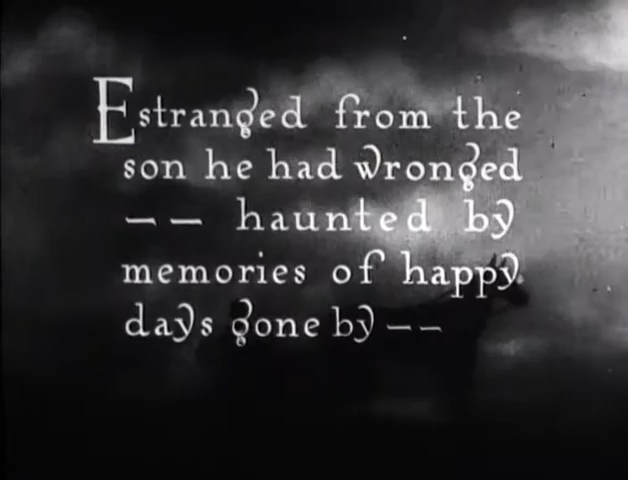 Estranged from the
son he had wronged
-- haunted by
memories of happy
days gone by --